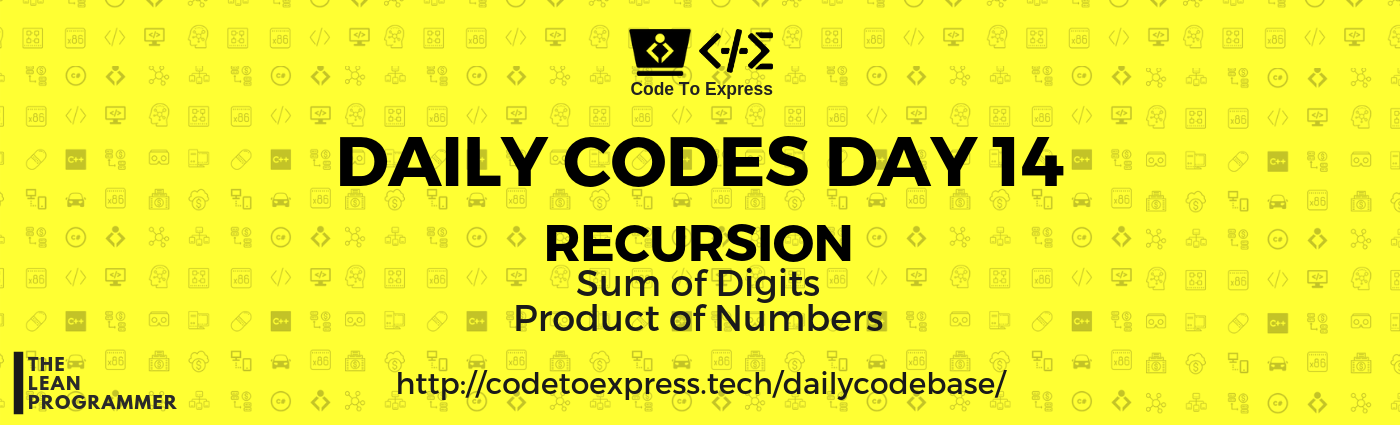 Code To Express
DAILY CODES DAY 14
RECURSION
Sum of Digits
Product of Numbers
http://codetoexpress.tech/dailycodebase/
THE
LEAN
PROGRAMMER